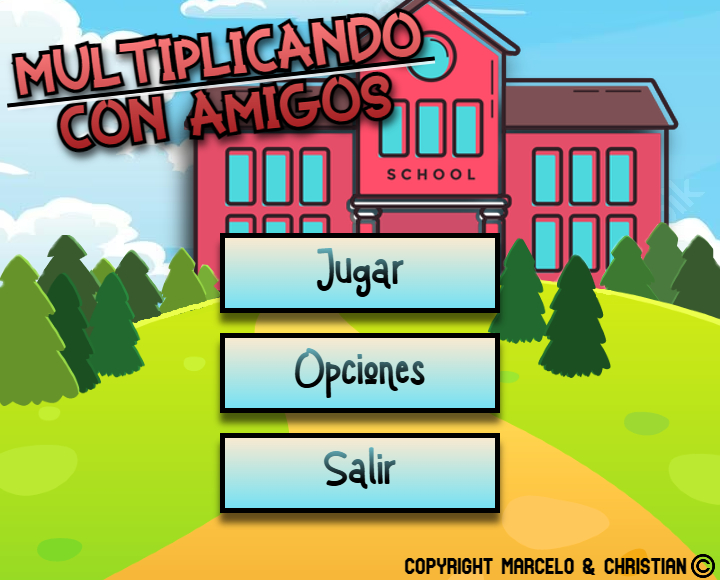 MULTIPLICANDO
CON AMIGOS
SCHOOL
Jugar
Opciones
Salir
COPYRIGHT MARCELO & CHRISTIAN©